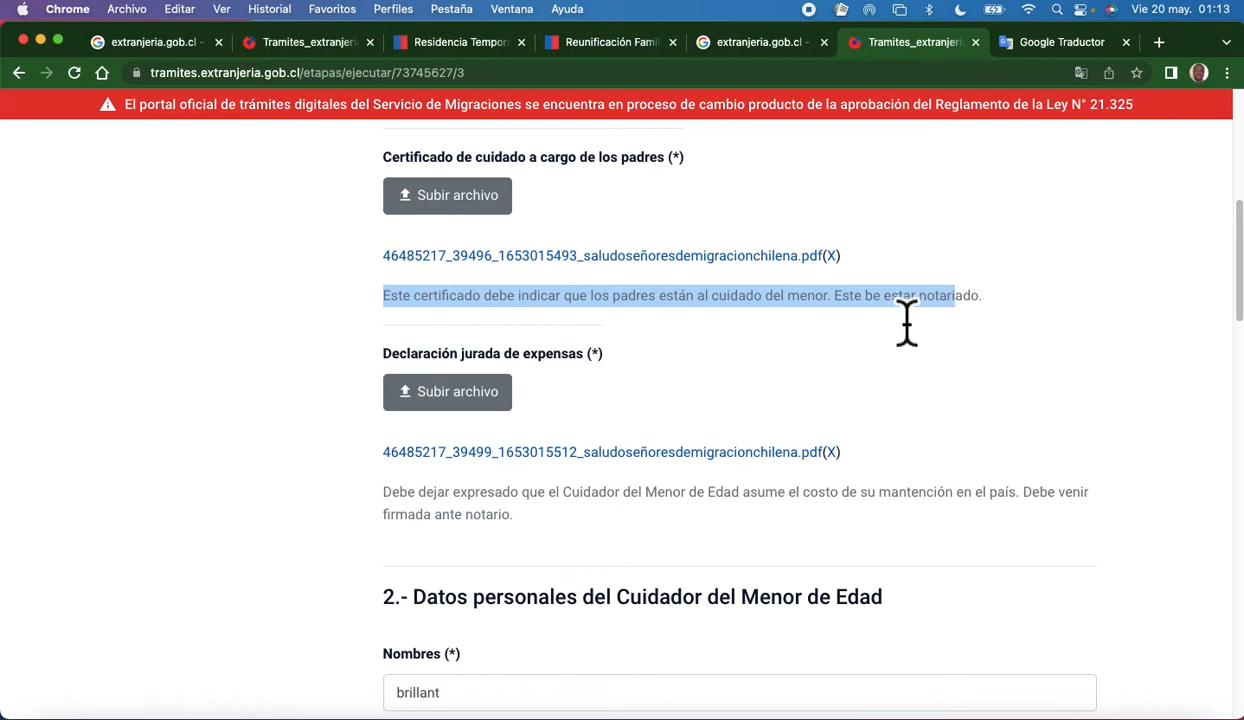 Chrome Archivo Editar Ver Historial Favoritos Perfiles Pestaña Ventana Ayuda Vie 20 may. 01:13
extranjeria.gob.cl - Tramites_extranjeri Residencia Tempor Reunificación Fami extranjeria.gob.cl - Tramites_extranjeri Google Traductor
tramites.extranjeria.gob.cl/etapas/ejecutar/73745627/3
El portal oficial de trámites digitales del Servicio de Migraciones se encuentra en proceso de cambio producto de la aprobación del Reglamento de la Ley N° 21.325
Certificado de cuidado a cargo de los padres (*)
Subir archivo
46485217_39496_1653015493_saludoseñoresdemigracionchilena.pdf(X)
Este certificado debe indicar que los padres están al cuidado del menor. Este be estar notariado.
Declaración jurada de expensas (*)
Subir archivo
46485217_39499_1653015512_saludoseñoresdemigracionchilena.pdf(X)
Debe dejar expresado que el Cuidador del Menor de Edad asume el costo de su mantención en el país. Debe venir
firmada ante notario.
2.- Datos personales del Cuidador del Menor de Edad
Nombres (*)
brillant